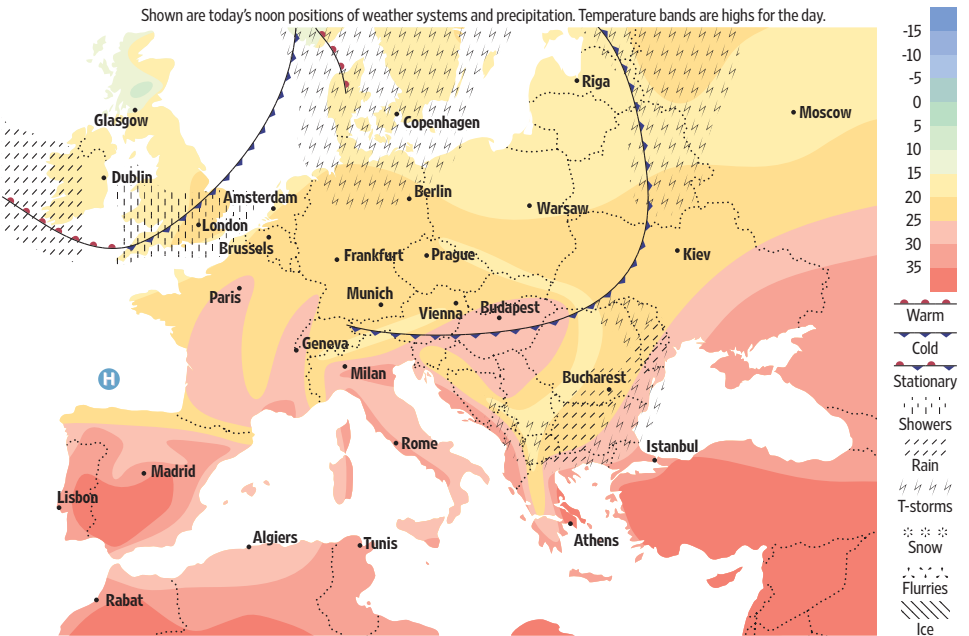 Shown are today's noon positions of weather systems and precipitation. Temperature bands are highs for the day.
-15
-10
-5
0
5
10
15
20
25
30
35
Warm
Cold
Stationary
Showers
Rain
T-storms
Snow
Flurries
Ice
Riga
Moscow
Glasgow
Copenhagen
Dublin
Berlin
Amsterdam
Warsaw
London
Brussels
Frankfurt
Prague
Kiev
Paris
Munich
Vienna
Budapest
Geneva
Milan
H
Bucharest
Rome
Istanbul
Madrid
Lisbon
Algiers
Tunis
Athens
Rabat